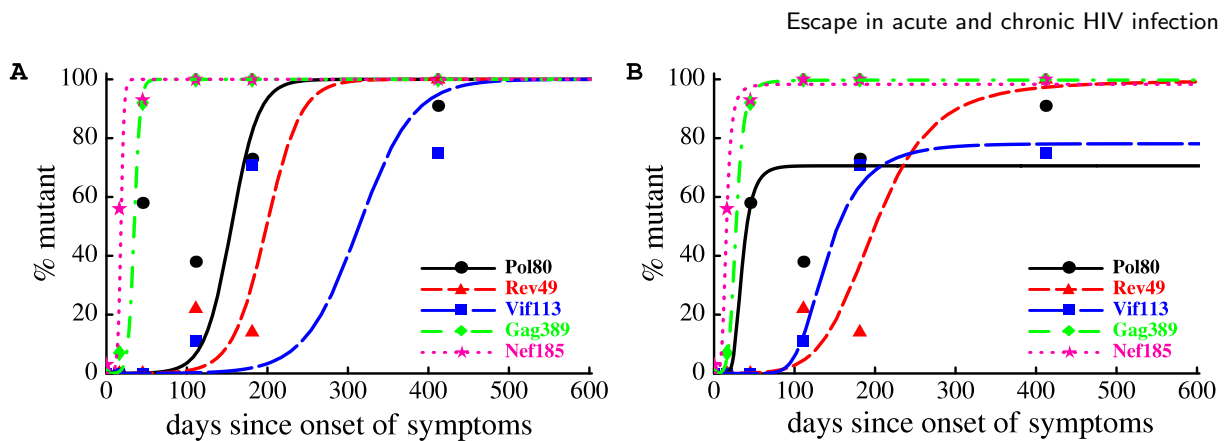 Escape in acute and chronic HIV infection
A
% mutant
100
80
60
40
20
0
Pol80
Rev49
Vif113
Gag389
Nef185
0 100 200 300 400 500 600
days since onset of symptoms
B
% mutant
100
80
60
40
20
0
Pol80
Rev49
Vif113
Gag389
Nef185
0 100 200 300 400 500 600
days since onset of symptoms